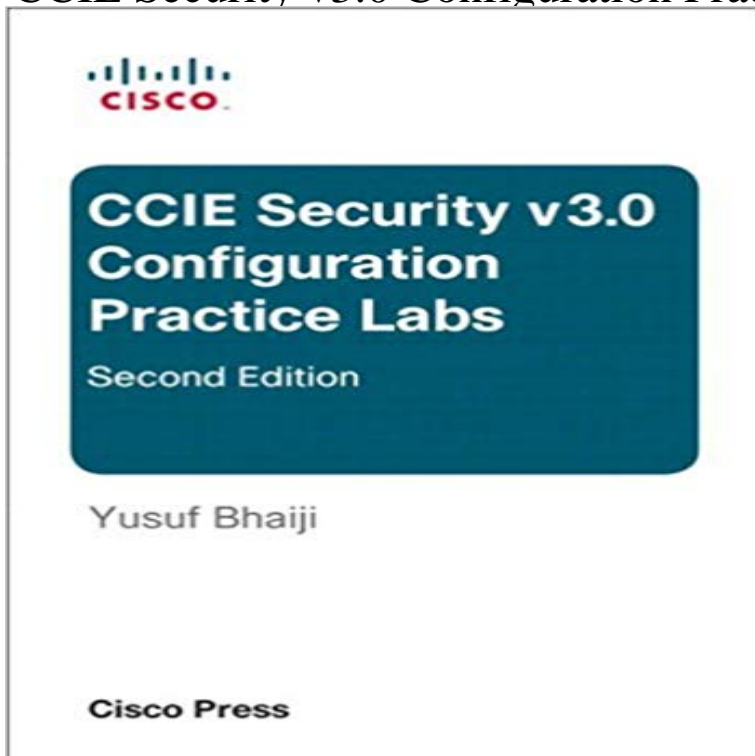 CISCO.
CCIE Security v3.0
Configuration
Practice Labs
Second Edition
Yusuf Bhaiji
Cisco Press